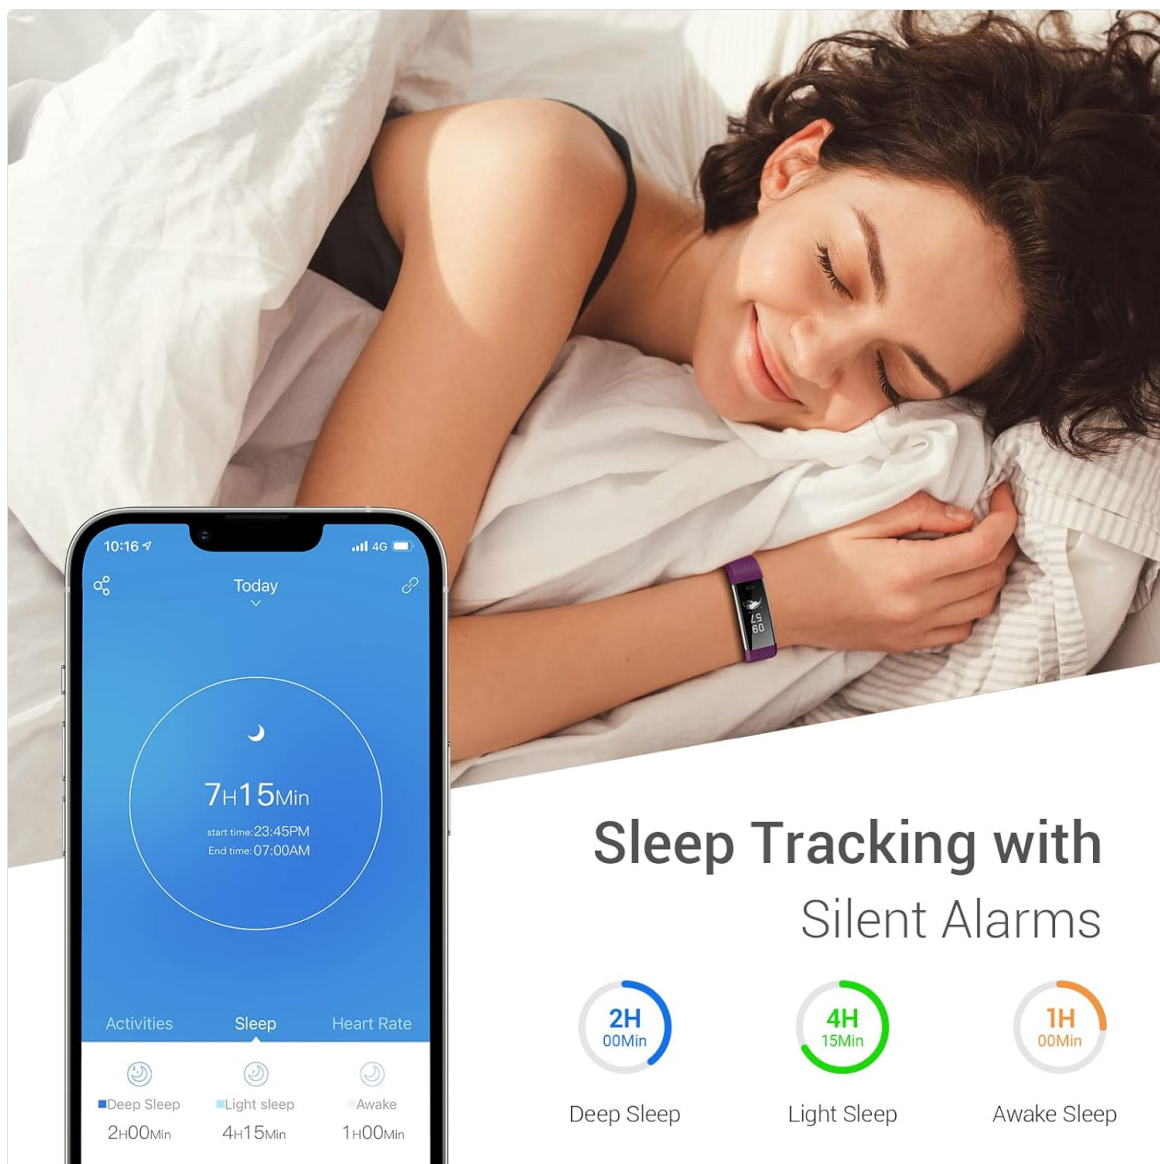 10:16
4G
Today
7H15Min
start time:23:45PM
End time:07:00AM
Activities Sleep Heart Rate
Deep Sleep Light sleep Awake
2H00Min 4H15Min 1H00Min
09
57
Sleep Tracking with
Silent Alarms
2H 4H 1H
00Min 15Min 00Min
Deep Sleep Light Sleep Awake Sleep